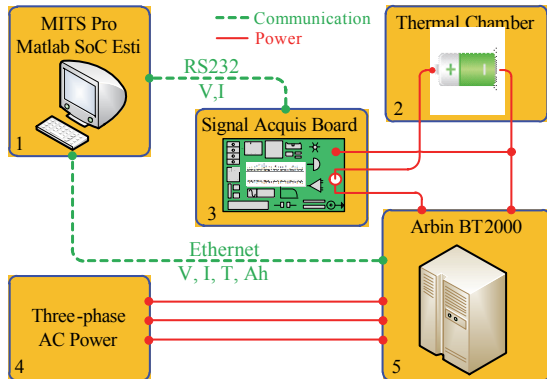 MITS Pro
Matlab SoC Esti
1
Communication
Power
Thermal Chamber
+
-
2
RS232
V,I
Signal Acquis Board
3
Ethernet
V, I, T, Ah
Arbin BT2000
5
Three-phase
AC Power
4